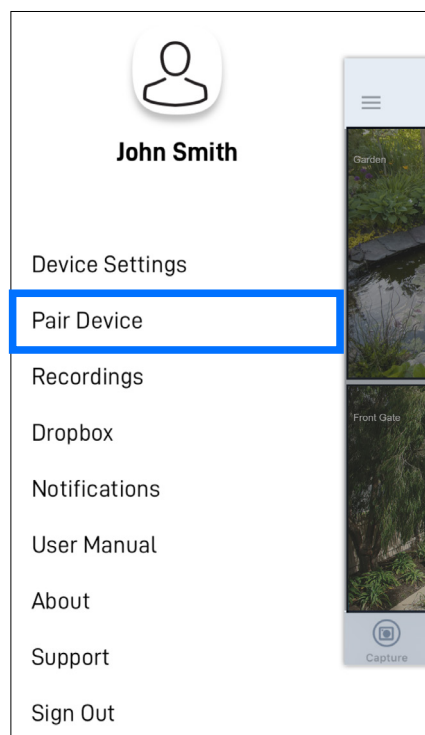 John Smith
Garden
Device Settings
Pair Device
Recordings
Front Gate
Dropbox
Notifications
User Manual
About
Support
Capture
Sign Out